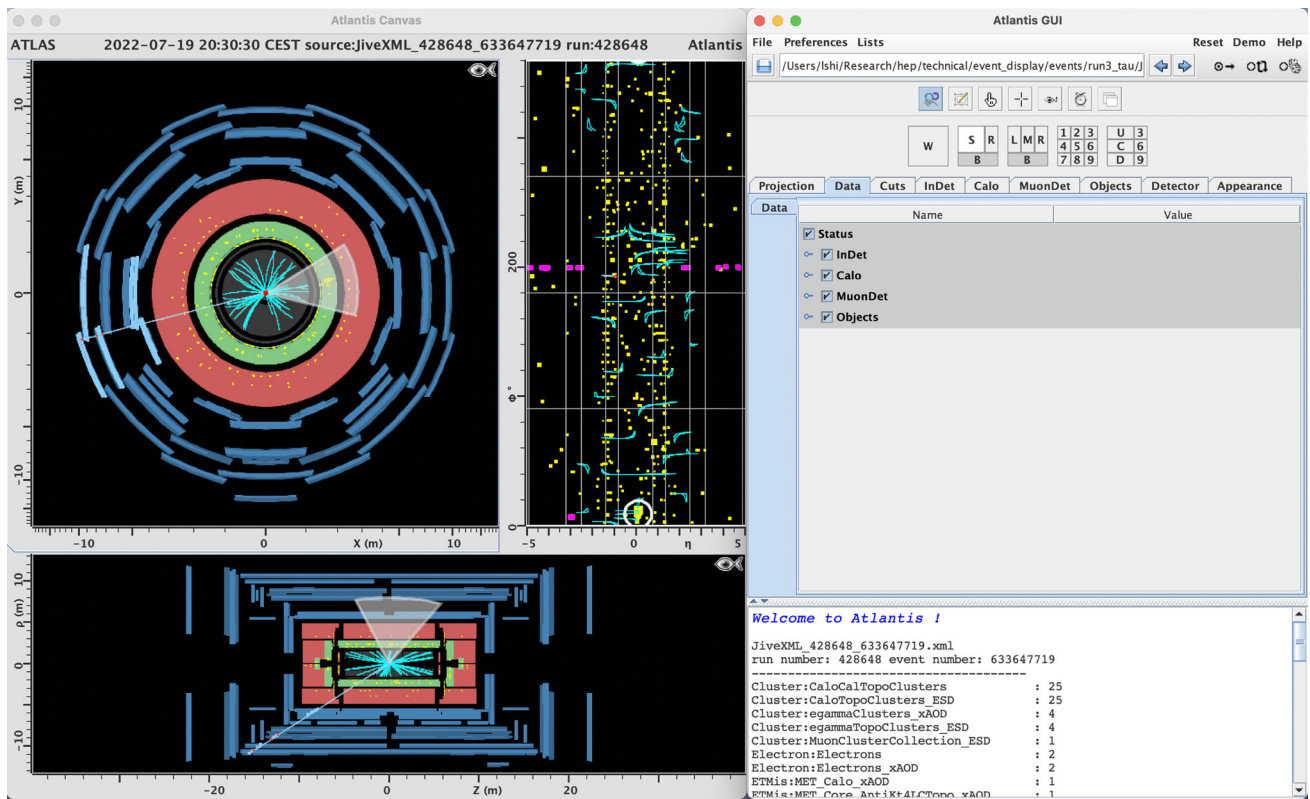 Atlantis Canvas
ATLAS 2022-07-19 20:30:30 CEST source:JiveXML_428648_633647719 run:428648 Atlantis
10
Y (m)
0
-10
-10 0 X (m) 10
200
Φ °
0
-5 0 η 5
10
ρ (m)
0
-10
-20 0 Z (m) 20
Atlantis GUI
File Preferences Lists Reset Demo Help
/Users/lshi/Research/hep/technical/event_display/events/run3_tau/J
W
S R
B
L M R
B
1 2 3
4 5 6
7 8 9
U 3
C 6
D 9
Projection Data Cuts InDet Calo MuonDet Objects Detector Appearance
Data
Name Value
Status
InDet
Calo
MuonDet
Objects
Welcome to Atlantis !
JiveXML_428648_633647719.xml
run number: 428648 event number: 633647719
--------------------------------------
Cluster:CaloCalTopoClusters : 25
Cluster:CaloTopoClusters_ESD : 25
Cluster:egammaClusters_xAOD : 4
Cluster:egammaTopoClusters_ESD : 4
Cluster:MuonClusterCollection_ESD : 1
Electron:Electrons : 2
Electron:Electrons_xAOD : 2
ETMis:MET_Calo_xAOD : 1
ETMis:MET_Core_AntiKt4LCTopo_xAOD : 1